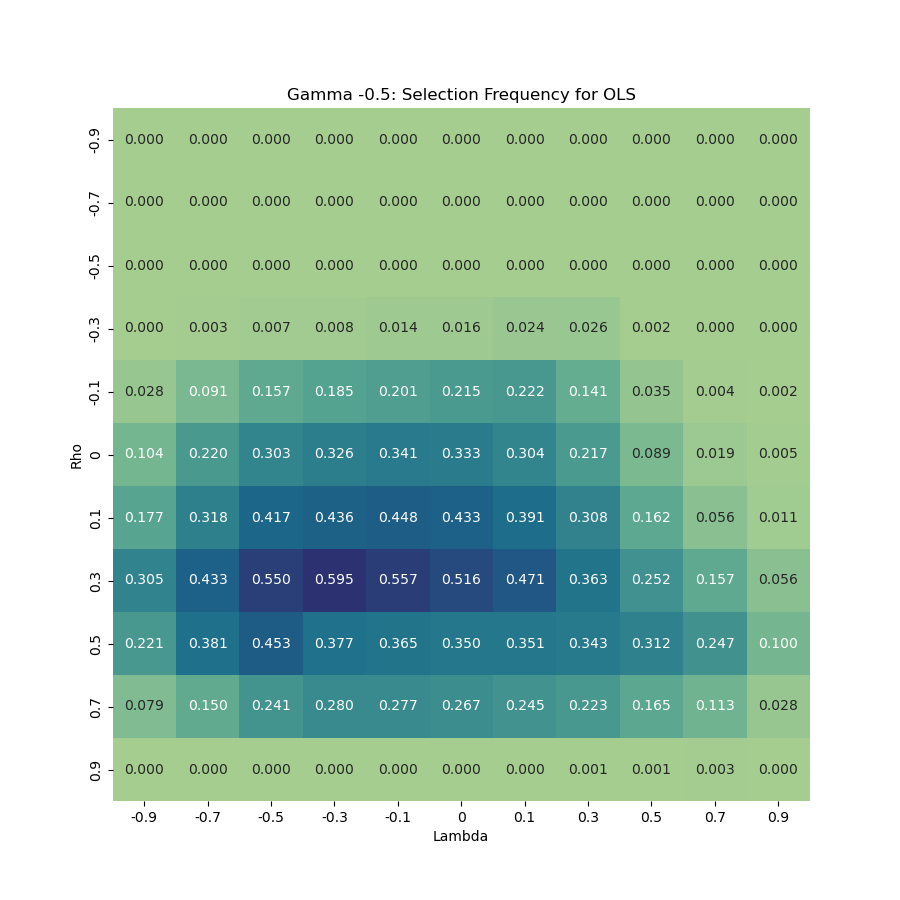 Gamma -0.5: Selection Frequency for OLS
-0.9 0.000 0.000 0.000 0.000 0.000 0.000 0.000 0.000 0.000 0.000 0.000
-0.7 0.000 0.000 0.000 0.000 0.000 0.000 0.000 0.000 0.000 0.000 0.000
-0.5 0.000 0.000 0.000 0.000 0.000 0.000 0.000 0.000 0.000 0.000 0.000
-0.3 0.000 0.003 0.007 0.008 0.014 0.016 0.024 0.026 0.002 0.000 0.000
-0.1 0.028 0.091 0.157 0.185 0.201 0.215 0.222 0.141 0.035 0.004 0.002
Rho
0 0.104 0.220 0.303 0.326 0.341 0.333 0.304 0.217 0.089 0.019 0.005
0.1 0.177 0.318 0.417 0.436 0.448 0.433 0.391 0.308 0.162 0.056 0.011
0.3 0.305 0.433 0.550 0.595 0.557 0.516 0.471 0.363 0.252 0.157 0.056
0.5 0.221 0.381 0.453 0.377 0.365 0.350 0.351 0.343 0.312 0.247 0.100
0.7 0.079 0.150 0.241 0.280 0.277 0.267 0.245 0.223 0.165 0.113 0.028
0.9 0.000 0.000 0.000 0.000 0.000 0.000 0.000 0.001 0.001 0.003 0.000
-0.9 -0.7 -0.5 -0.3 -0.1 0 0.1 0.3 0.5 0.7 0.9
Lambda